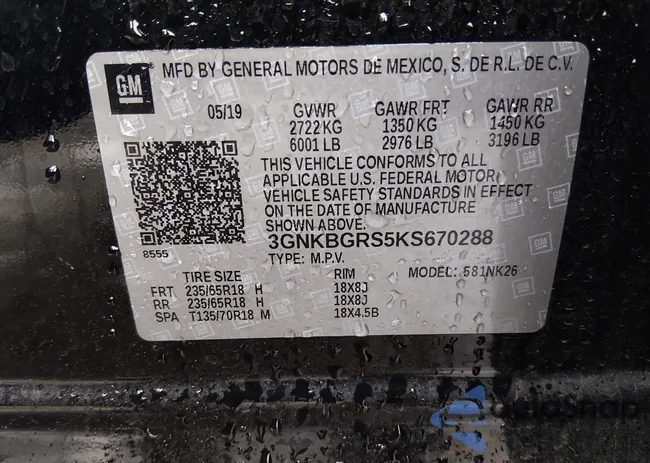 GM
MFD BY GENERAL MOTORS DE MEXICO, S. DE R.L. DE C.V.
05/19 GVWR GAWR FRT GAWR RR
2722 KG 1350 KG 1450 KG
6001 LB 2976 LB 3196 LB
THIS VEHICLE CONFORMS TO ALL
APPLICABLE U.S. FEDERAL MOTOR
VEHICLE SAFETY STANDARDS IN EFFECT
ON THE DATE OF MANUFACTURE
SHOWN ABOVE.
8555
3GNKBGRS5KS670288
TYPE: M.P.V. MODEL: 581NK26
TIRE SIZE RIM
FRT 235/65R18 H 18X8J
RR 235/65R18 H 18X8J
SPA T135/70R18 M 18X4.5B
AutoSnap